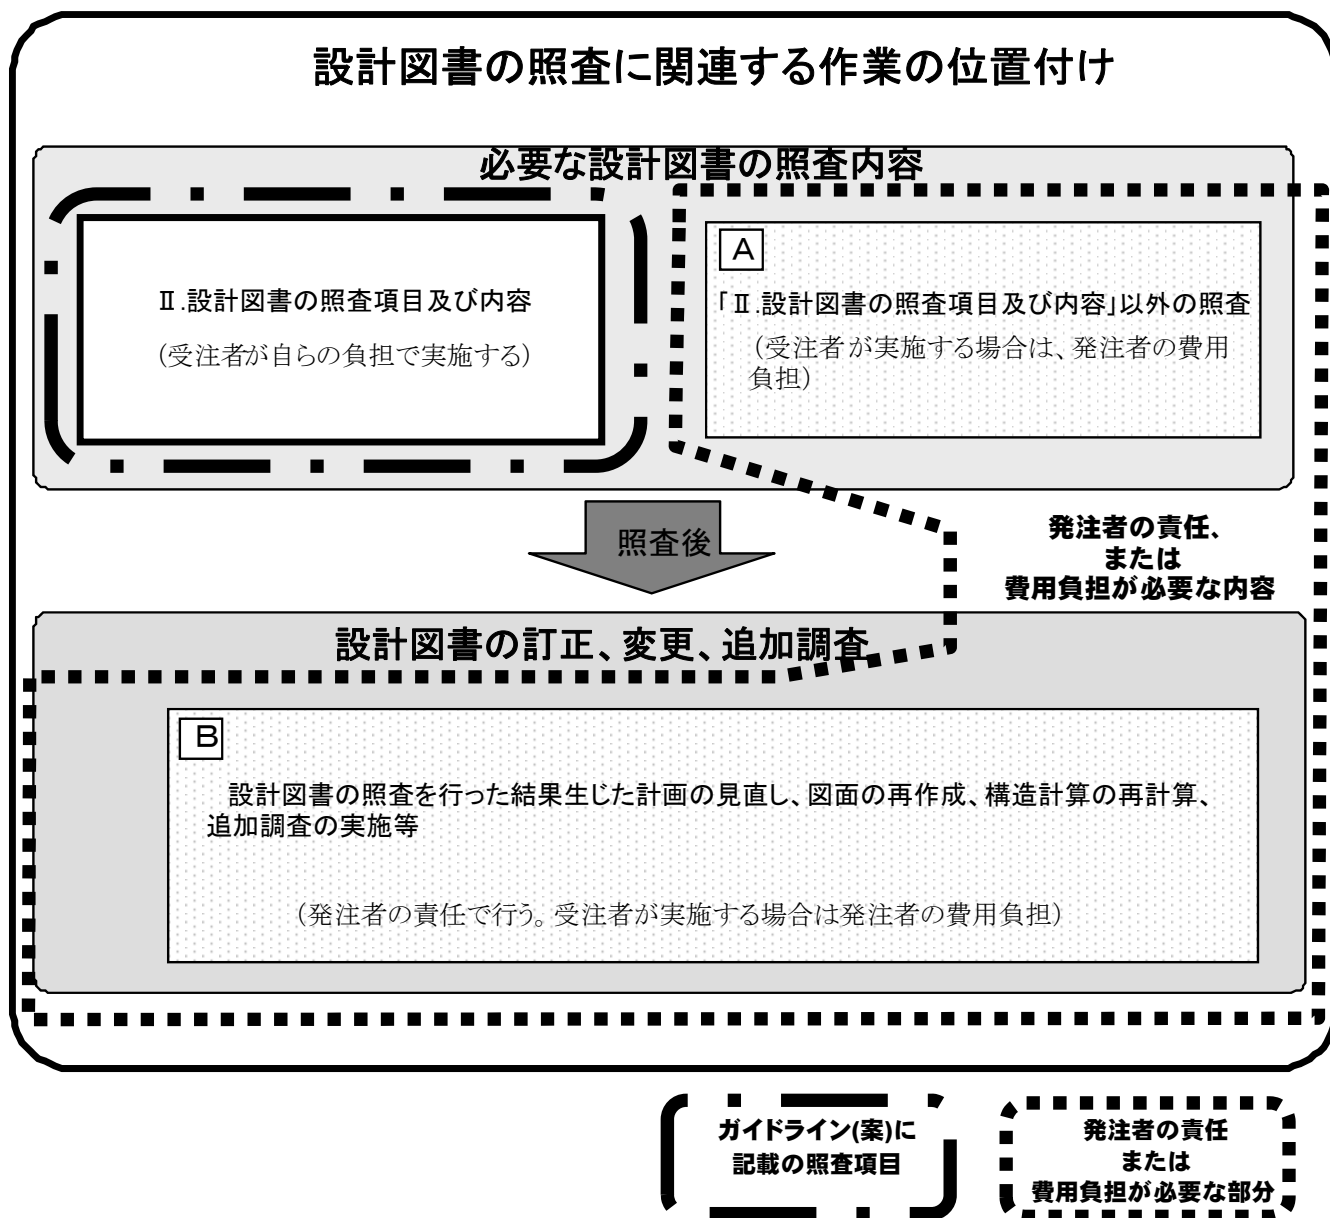 設計図書の照査に関連する作業の位置付け
必要な設計図書の照査内容
Ⅱ.設計図書の照査項目及び内容
（受注者が自らの負担で実施する）
A
「Ⅱ.設計図書の照査項目及び内容」以外の照査
（受注者が実施する場合は、発注者の費用
負担）
照査後
発注者の責任、
または
費用負担が必要な内容
設計図書の訂正、変更、追加調査
B
設計図書の照査を行った結果生じた計画の見直し、図面の再作成、構造計算の再計算、
追加調査の実施等
（発注者の責任で行う。受注者が実施する場合は発注者の費用負担）
ガイドライン(案)に
記載の照査項目
発注者の責任
または
費用負担が必要な部分